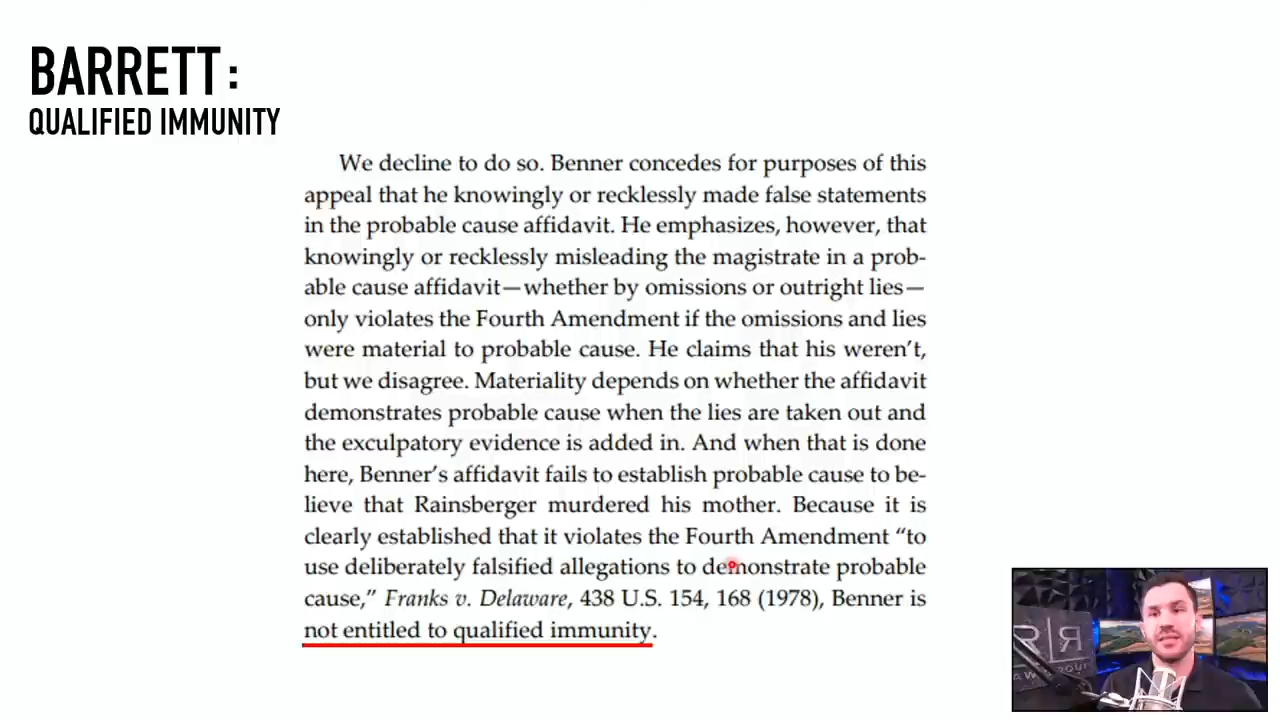 BARRETT:
QUALIFIED IMMUNITY
We decline to do so. Benner concedes for purposes of this
appeal that he knowingly or recklessly made false statements
in the probable cause affidavit. He emphasizes, however, that
knowingly or recklessly misleading the magistrate in a prob-
able cause affidavit—whether by omissions or outright lies—
only violates the Fourth Amendment if the omissions and lies
were material to probable cause. He claims that his weren't,
but we disagree. Materiality depends on whether the affidavit
demonstrates probable cause when the lies are taken out and
the exculpatory evidence is added in. And when that is done
here, Benner's affidavit fails to establish probable cause to be-
lieve that Rainsberger murdered his mother. Because it is
clearly established that it violates the Fourth Amendment "to
use deliberately falsified allegations to demonstrate probable
cause," Franks v. Delaware, 438 U.S. 154, 168 (1978), Benner is
not entitled to qualified immunity.